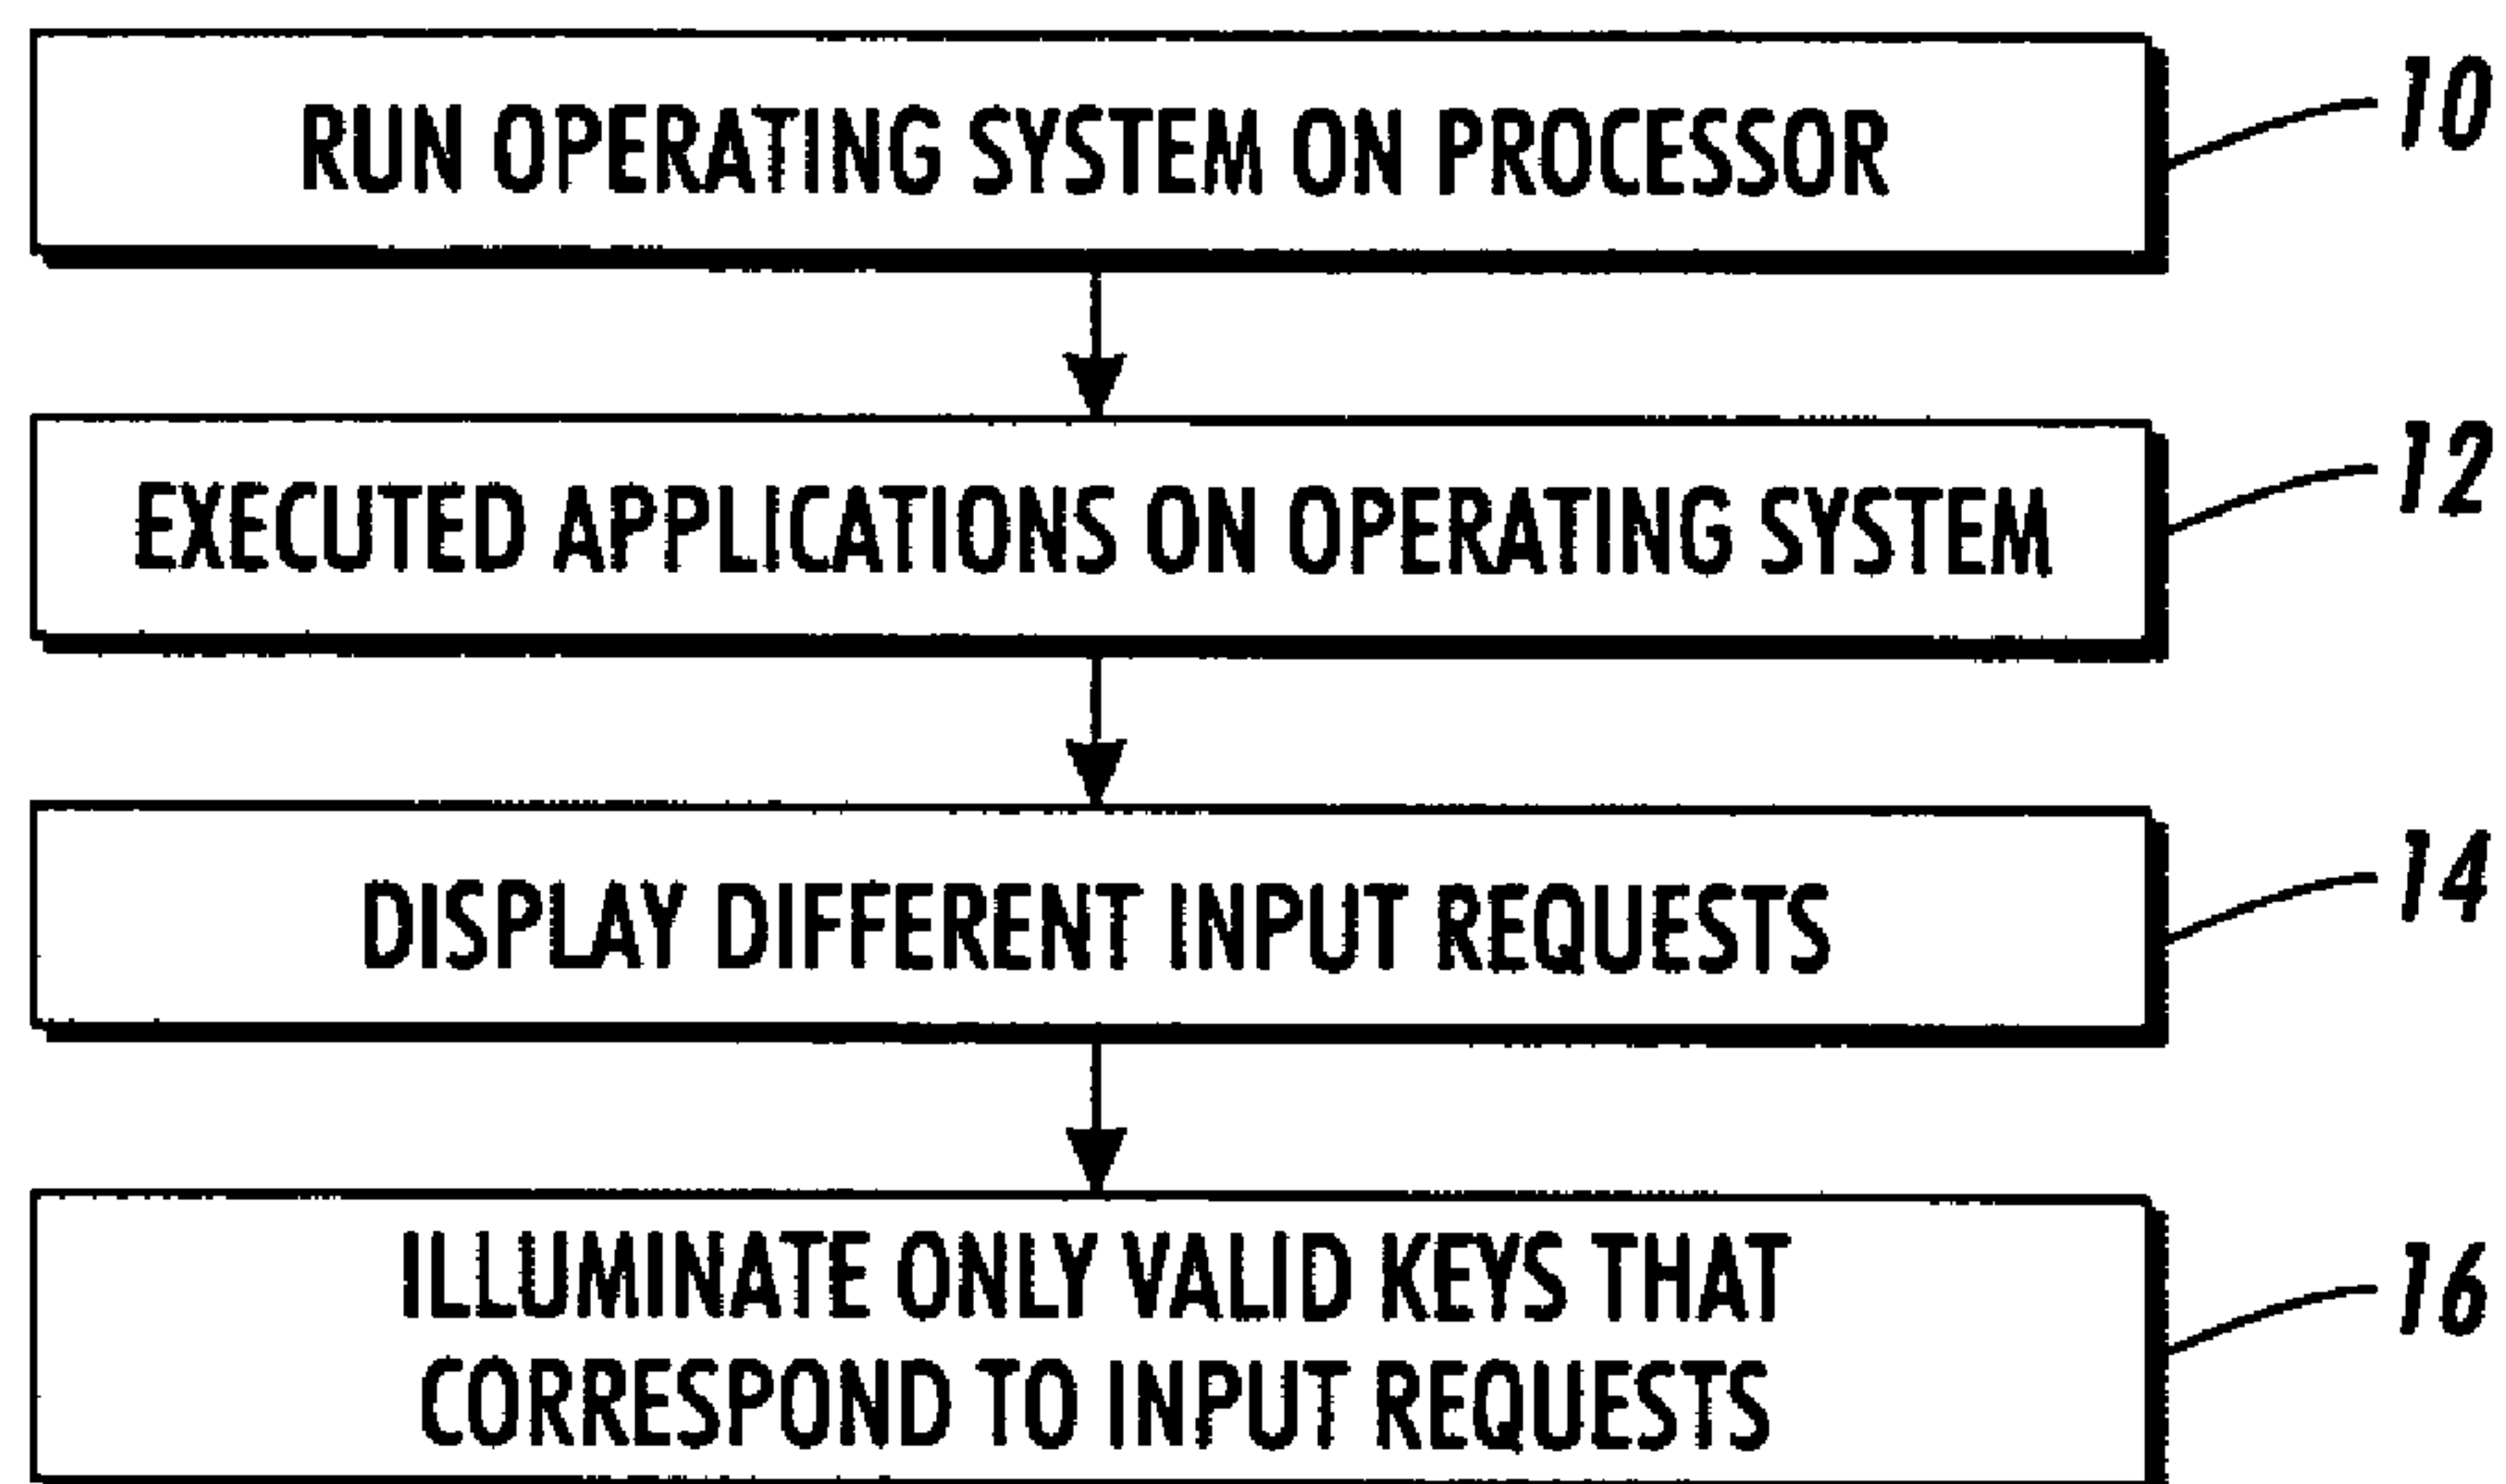 RUN OPERATING SYSTEM ON PROCESSOR
10
EXECUTED APPLICATIONS ON OPERATING SYSTEM
12
DISPLAY DIFFERENT INPUT REQUESTS
14
ILLUMINATE ONLY VALID KEYS THAT
CORRESPOND TO INPUT REQUESTS
16